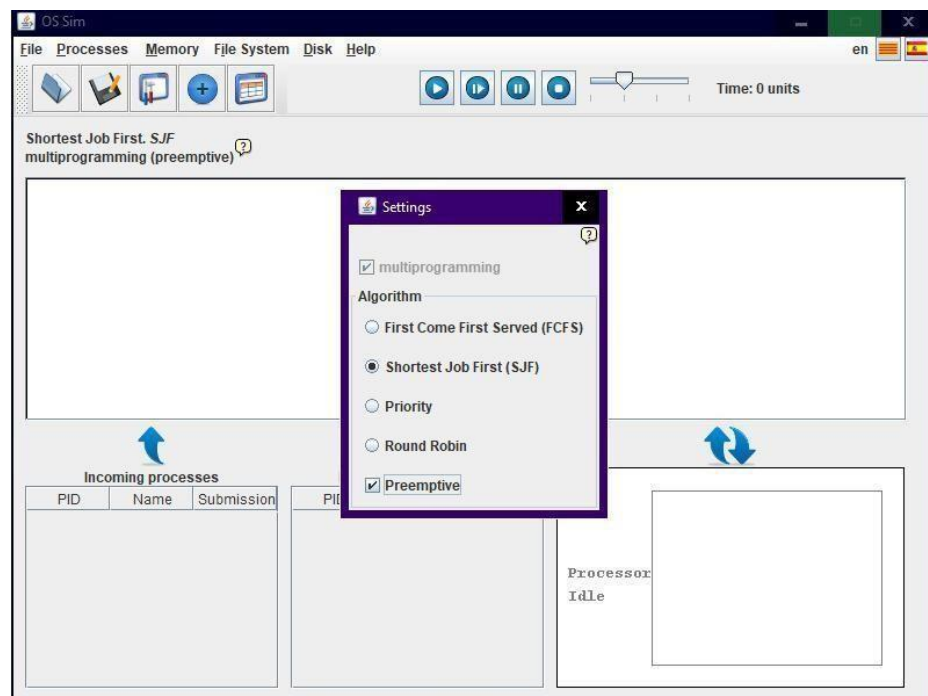 OS Sim
File Processes Memory File System Disk Help en
Time: 0 units
Shortest Job First. SJF
multiprogramming (preemptive)
Settings
multiprogramming
Algorithm
First Come First Served (FCFS)
Shortest Job First (SJF)
Priority
Round Robin
Preemptive
Incoming processes
PID Name Submission
Processor
Idle